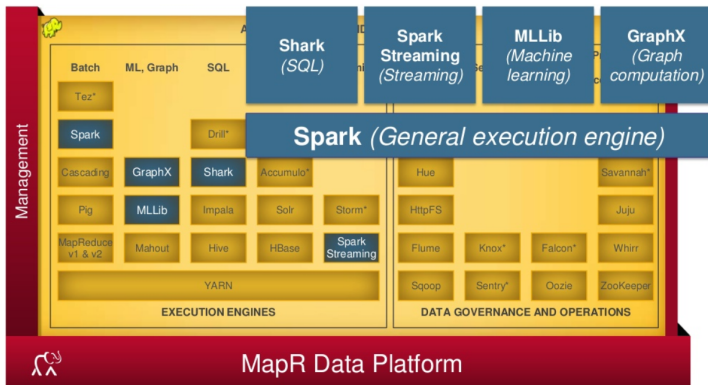 Shark
(SQL)
Spark
Streaming
(Streaming)
MLLib
(Machine
learning)
GraphX
(Graph
computation)
Spark (General execution engine)
Management
Batch
ML, Graph
SQL
Tez*
Spark
Drill*
Cascading
GraphX
Shark
Accumulo*
Hue
Savannah*
Pig
MLLib
Impala
Solr
Storm*
HttpFS
Juju
MapReduce
v1 & v2
Mahout
Hive
HBase
Spark
Streaming
Flume
Knox*
Falcon*
Whirr
YARN
Sqoop
Sentry*
Oozie
ZooKeeper
EXECUTION ENGINES
DATA GOVERNANCE AND OPERATIONS
MapR Data Platform